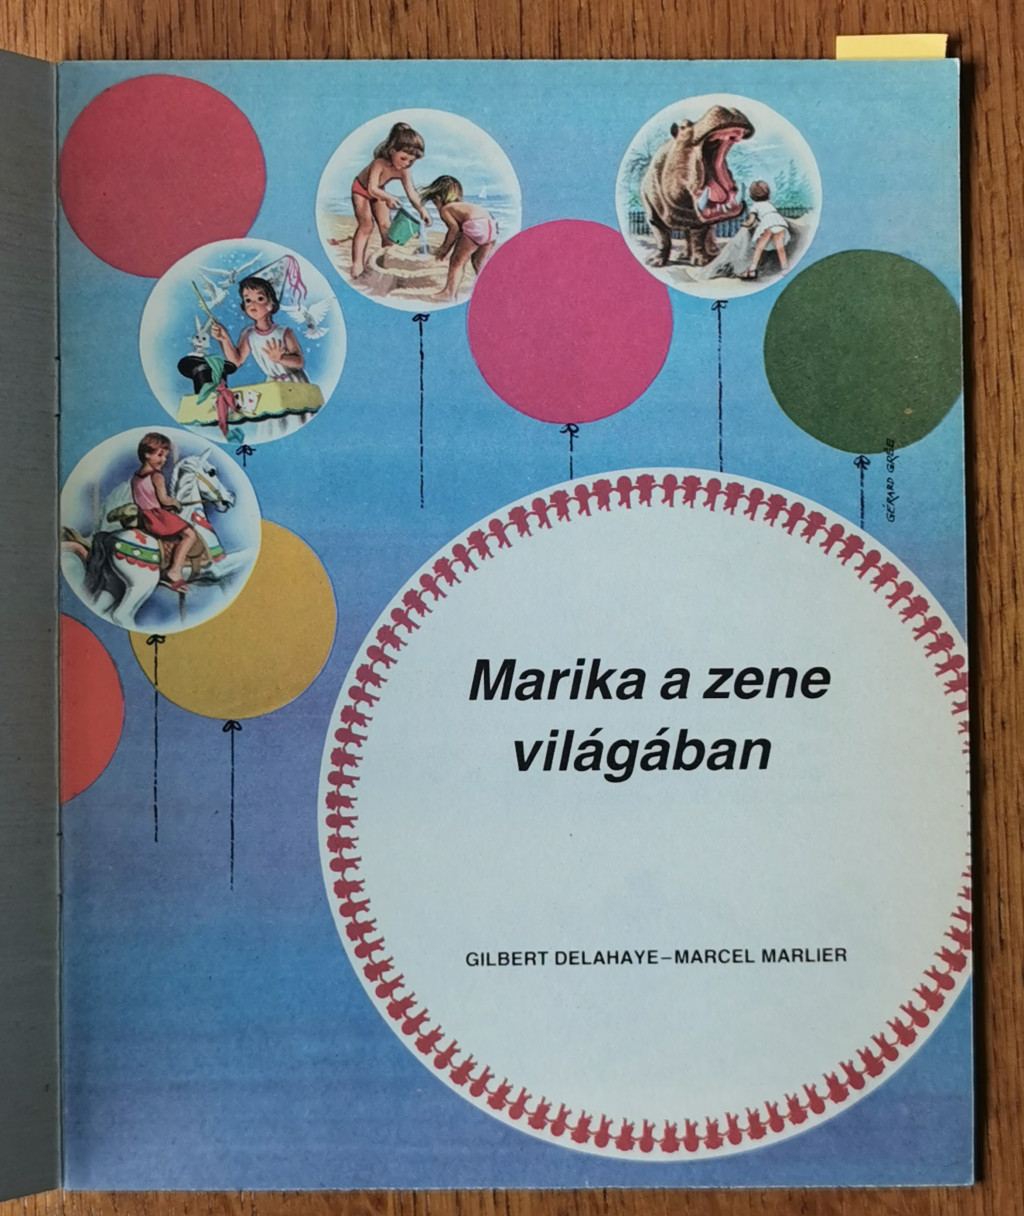 GÉRARD GRÉE
Marika a zene
világában
GILBERT DELAHAYE–MARCEL MARLIER